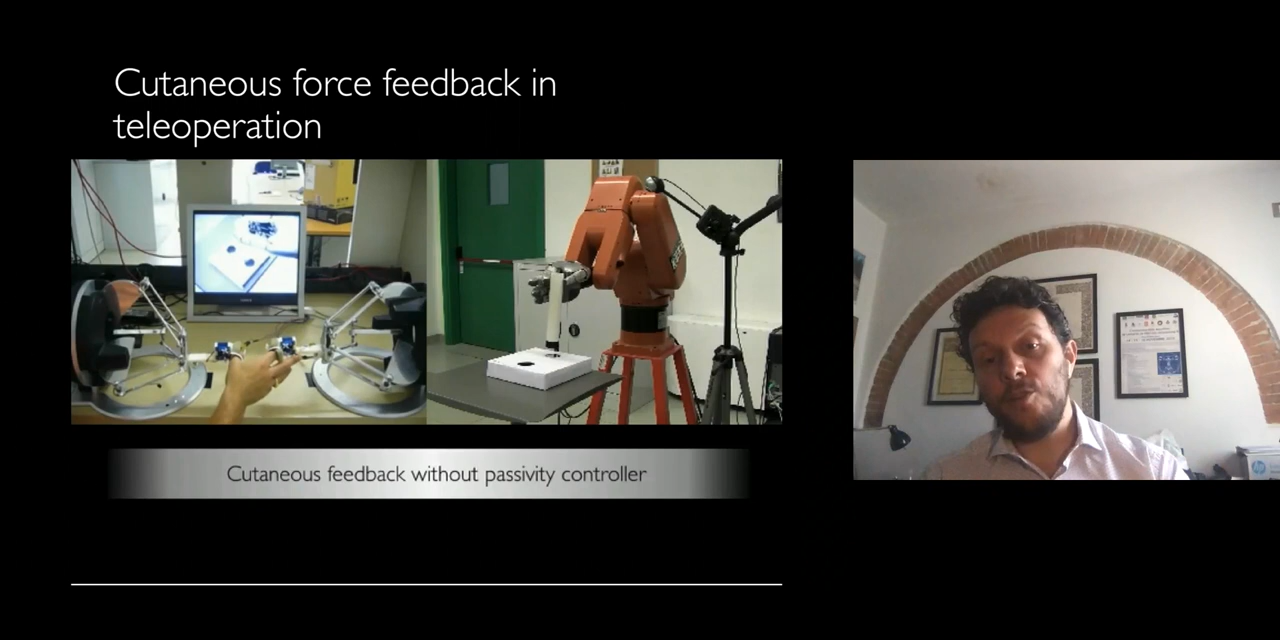 Cutaneous force feedback in
teleoperation
Cutaneous feedback without passivity controller